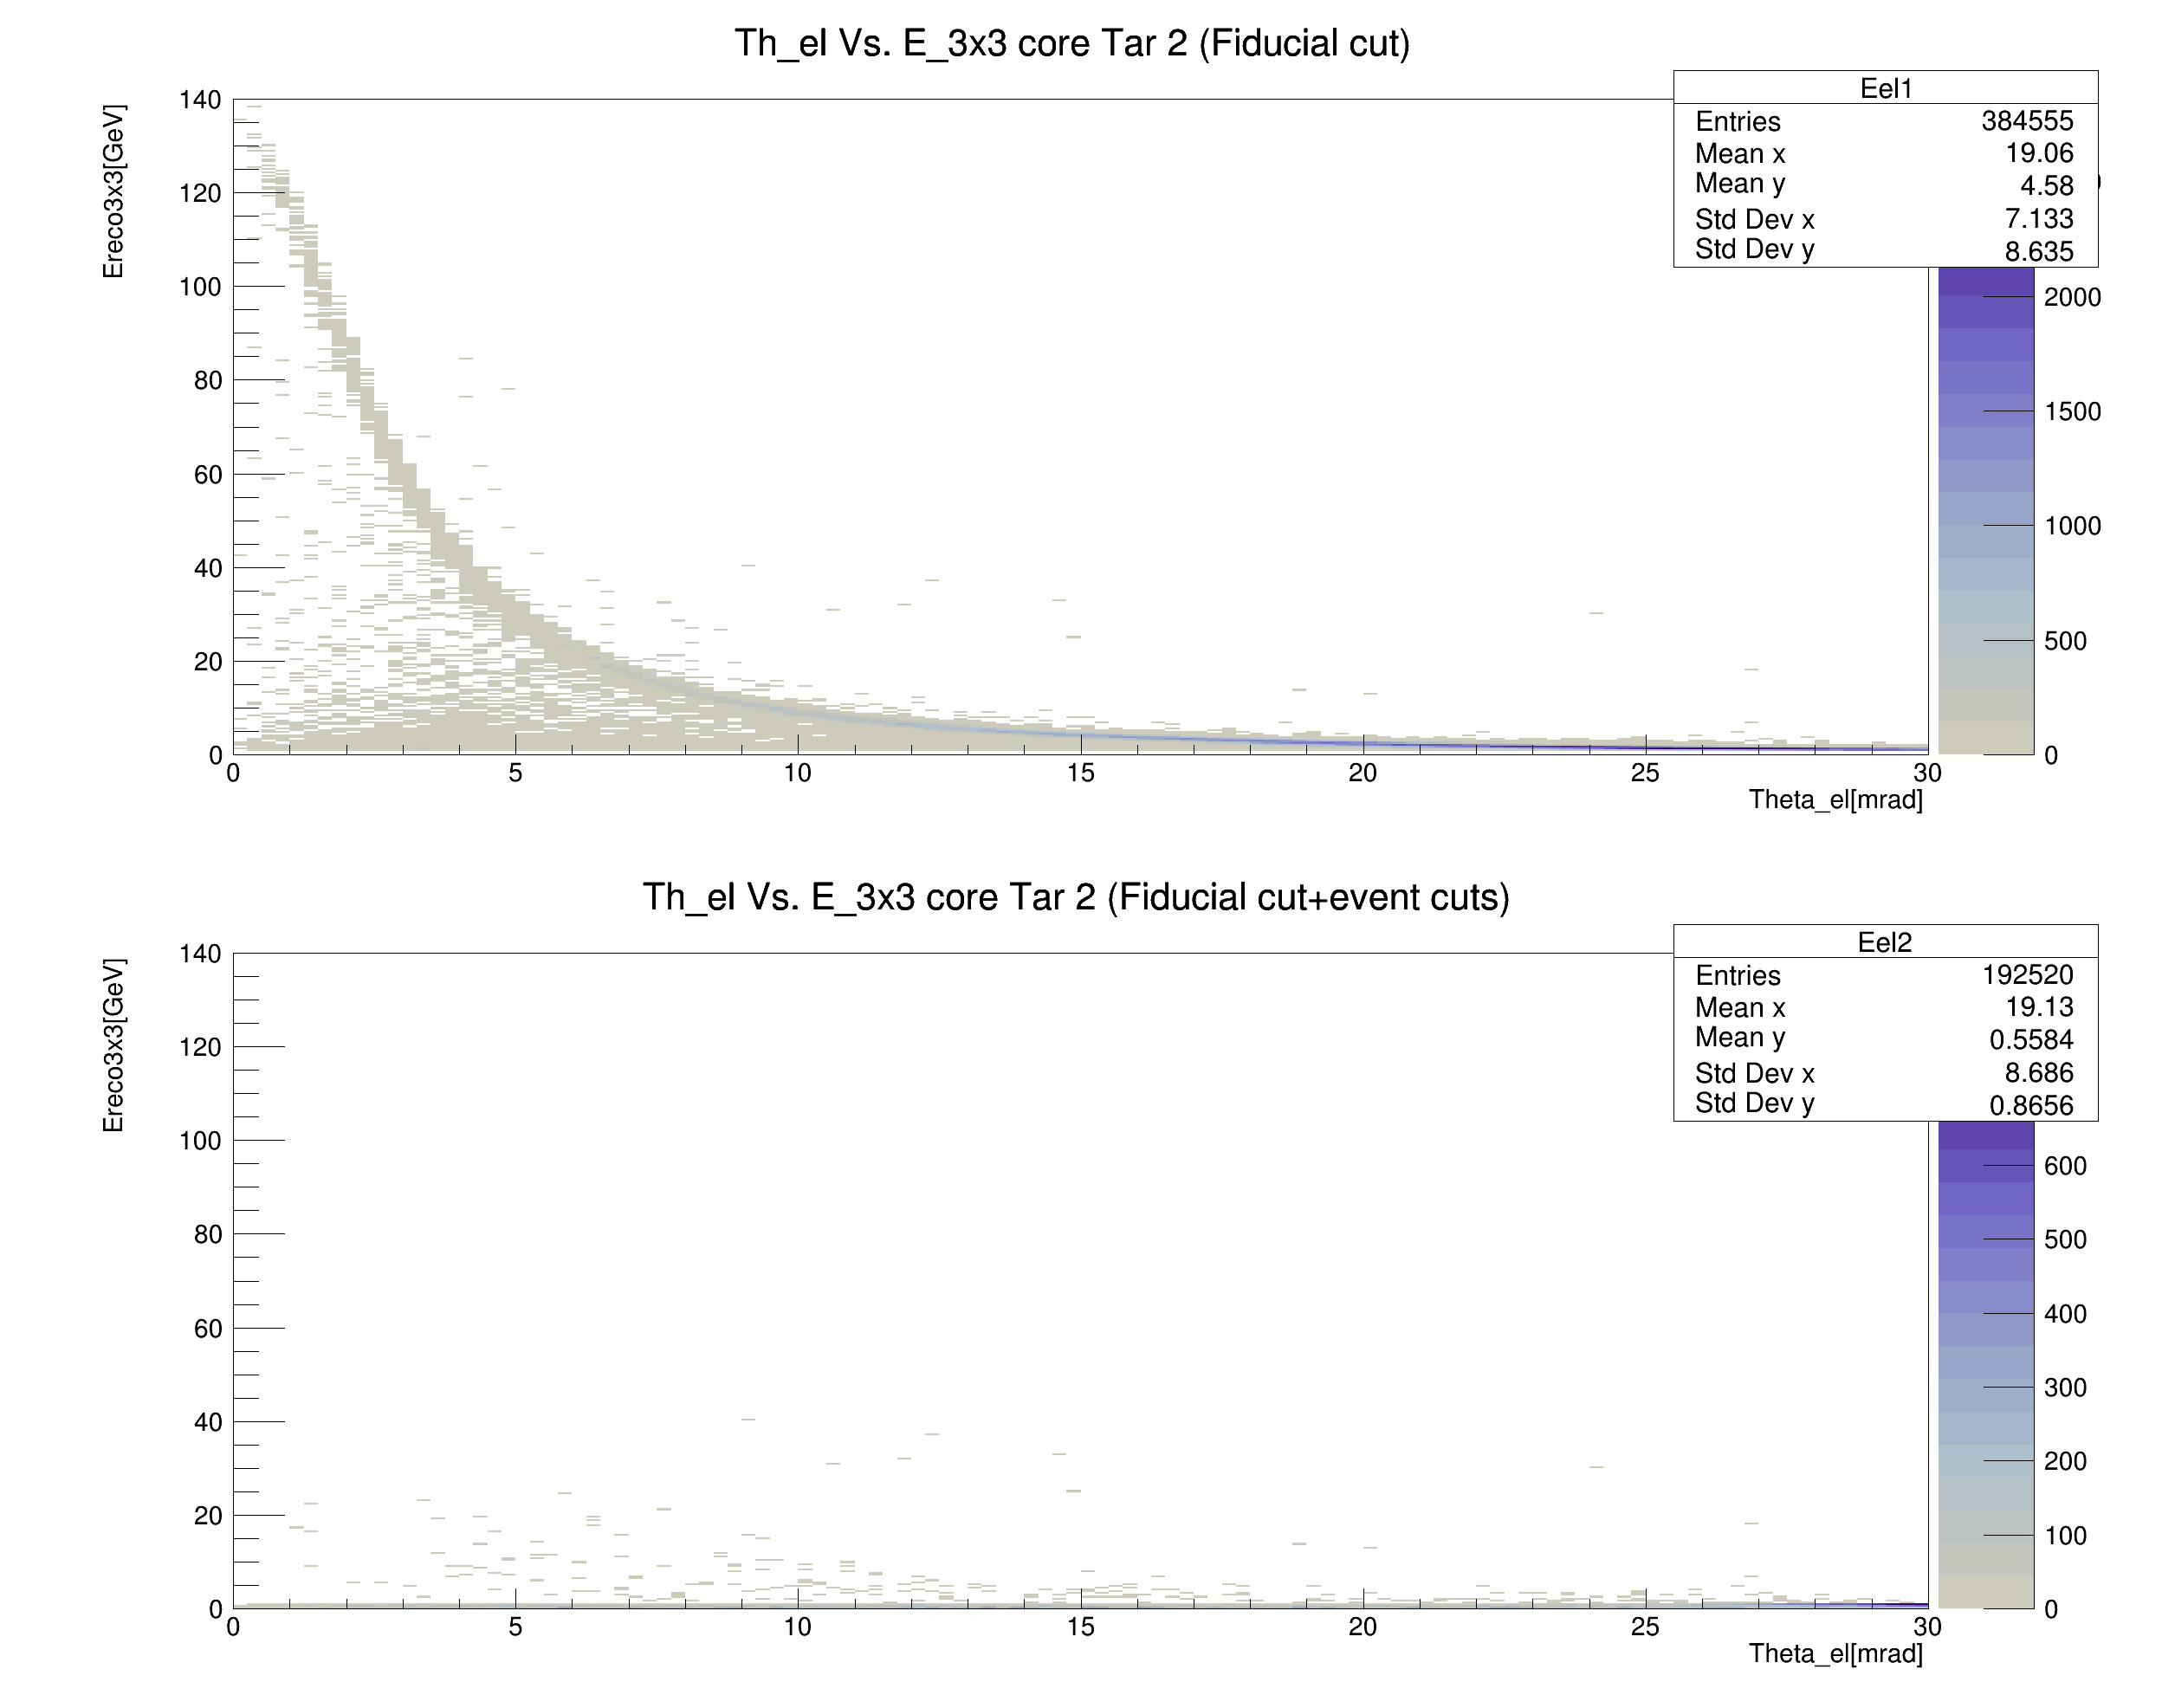 Th_el Vs. E_3x3 core Tar 2 (Fiducial cut)
Eel1
Entries 384555
Mean x 19.06
Mean y 4.58
Std Dev x 7.133
Std Dev y 8.635
Ereco3x3[GeV]
140
120
100
80
60
40
20
0
0 5 10 15 20 25 30
Theta_el[mrad]
2000
1500
1000
500
0
Th_el Vs. E_3x3 core Tar 2 (Fiducial cut+event cuts)
Eel2
Entries 192520
Mean x 19.13
Mean y 0.5584
Std Dev x 8.686
Std Dev y 0.8656
Ereco3x3[GeV]
140
120
100
80
60
40
20
0
0 5 10 15 20 25 30
Theta_el[mrad]
600
500
400
300
200
100
0